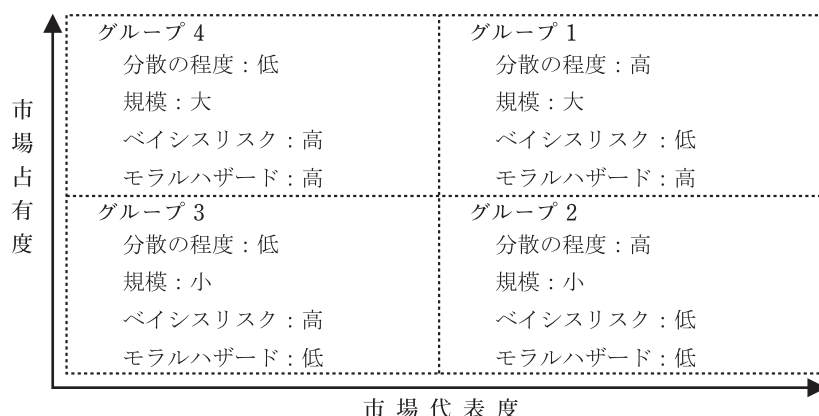 市場占有度
グループ 4
分散の程度：低
規模：大
ベイシスリスク：高
モラルハザード：高
グループ 1
分散の程度：高
規模：大
ベイシスリスク：低
モラルハザード：高
グループ 3
分散の程度：低
規模：小
ベイシスリスク：高
モラルハザード：低
グループ 2
分散の程度：高
規模：小
ベイシスリスク：低
モラルハザード：低
市場代表度